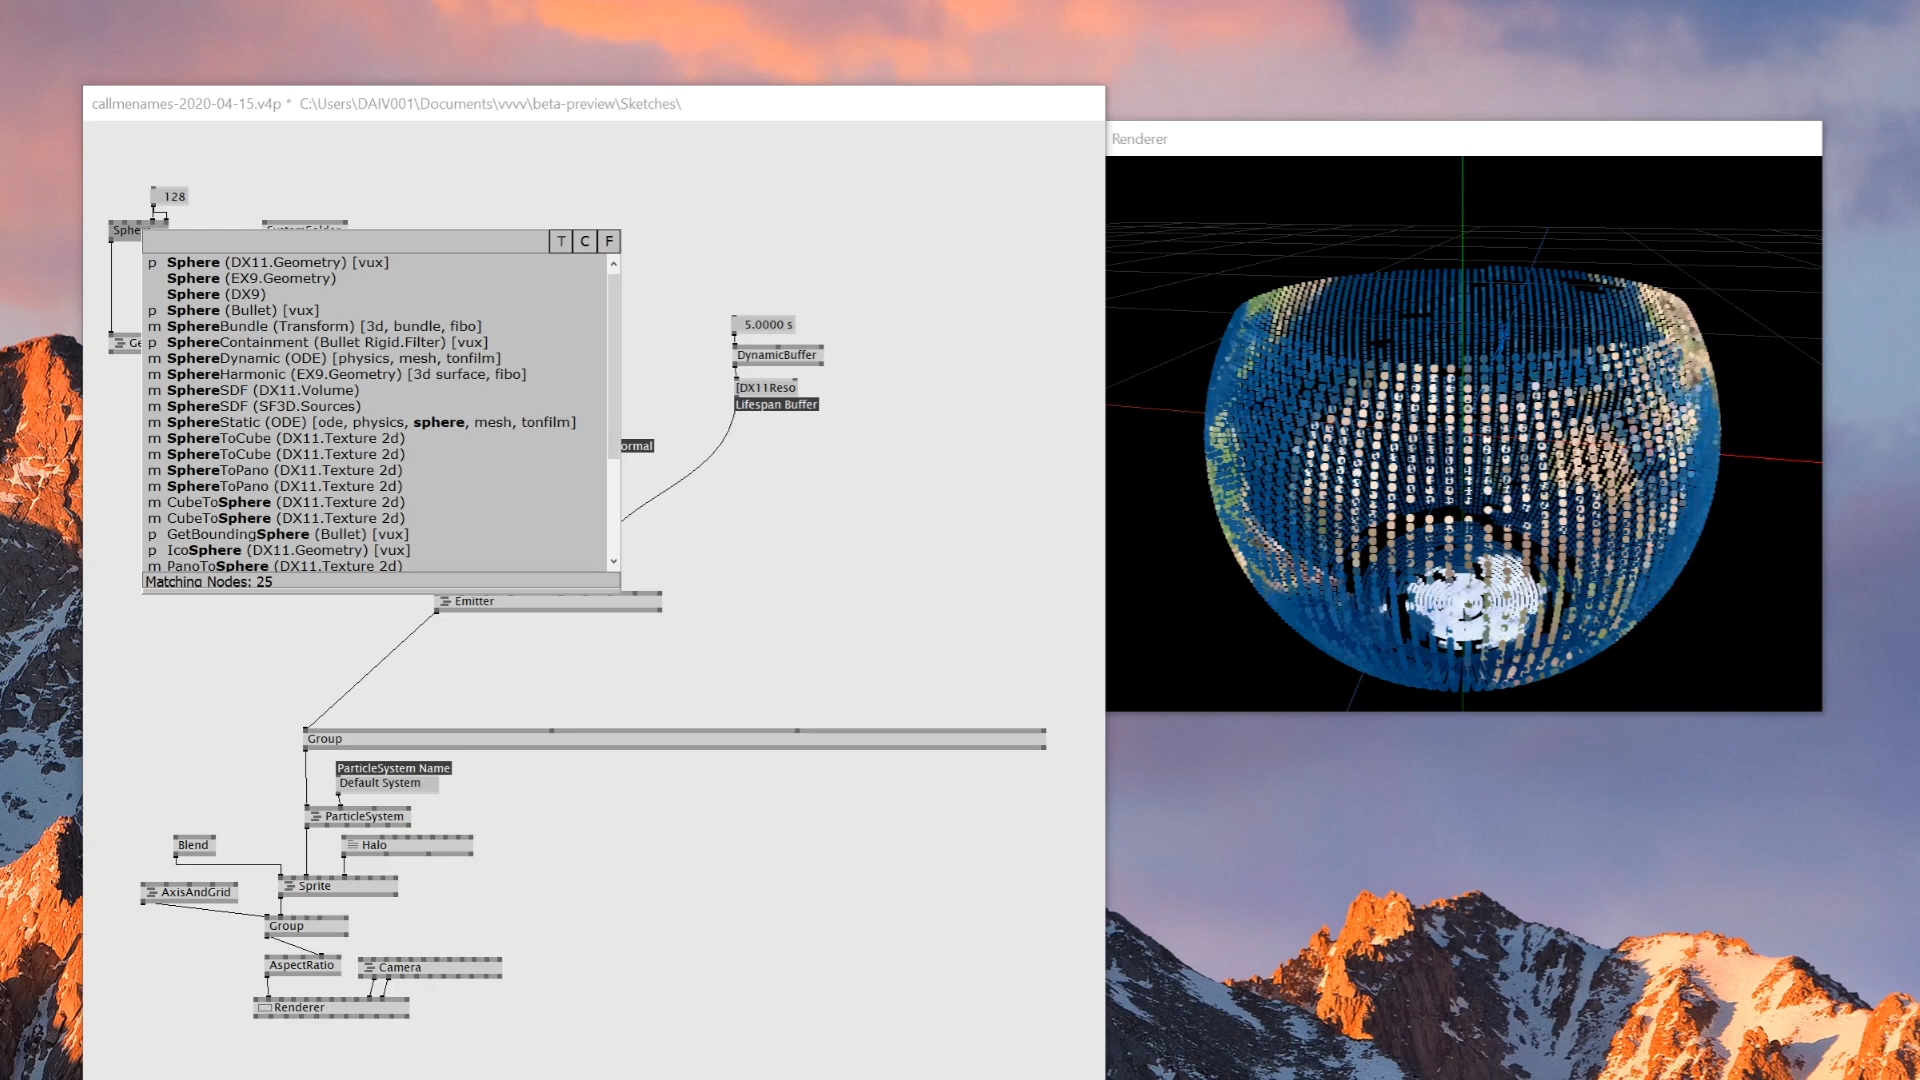 callmenames-2020-04-15.v4p * C:\Users\DAIV001\Documents\vvvv\beta-preview\Sketches\
Renderer
128
Sphe
T C F
p Sphere (DX11.Geometry) [vux]
Sphere (EX9.Geometry)
Sphere (DX9)
p Sphere (Bullet) [vux]
m SphereBundle (Transform) [3d, bundle, fibo]
p SphereContainment (Bullet Rigid.Filter) [vux]
m SphereDynamic (ODE) [physics, mesh, tonfilm]
m SphereHarmonic (EX9.Geometry) [3d surface, fibo]
m SphereSDF (DX11.Volume)
m SphereSDF (SF3D.Sources)
m SphereStatic (ODE) [ode, physics, sphere, mesh, tonfilm]
m SphereToCube (DX11.Texture 2d)
m SphereToCube (DX11.Texture 2d)
m SphereToPano (DX11.Texture 2d)
m SphereToPano (DX11.Texture 2d)
m CubeToSphere (DX11.Texture 2d)
m CubeToSphere (DX11.Texture 2d)
p GetBoundingSphere (Bullet) [vux]
p IcoSphere (DX11.Geometry) [vux]
m PanoToSphere (DX11.Texture 2d)
Matching Nodes: 25
Ge
5.0000 s
DynamicBuffer
[DX11Reso
Lifespan Buffer
ormal
Emitter
Group
ParticleSystem Name
Default System
ParticleSystem
Blend
Halo
Sprite
AxisAndGrid
Group
AspectRatio
Camera
Renderer